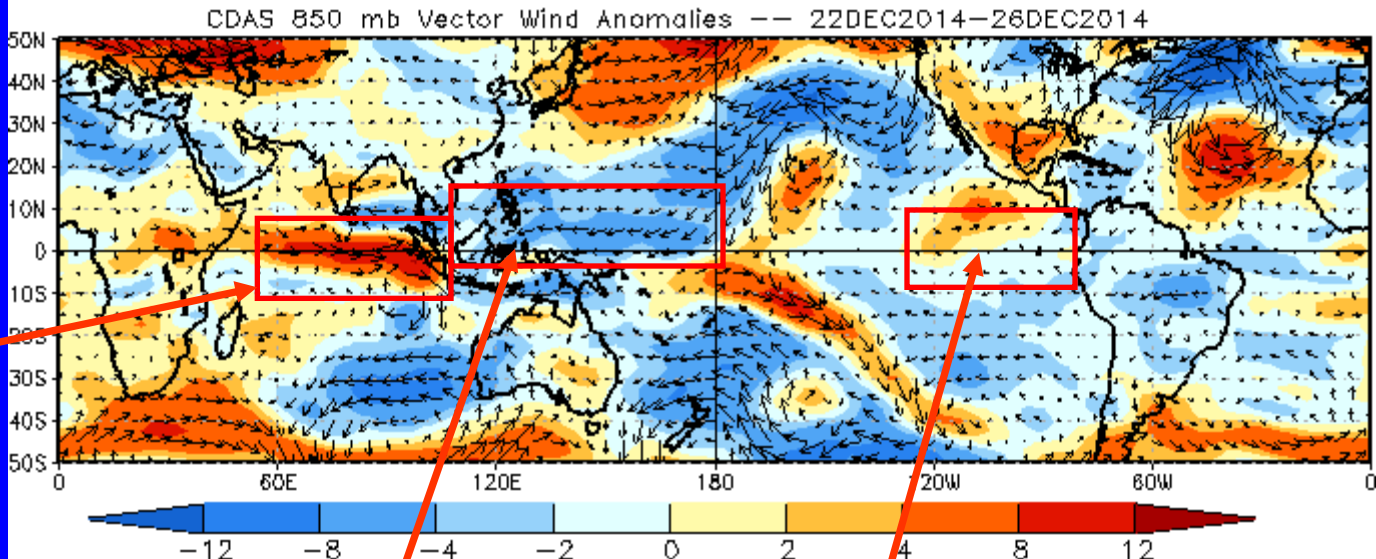 CDAS 850 mb Vector Wind Anomalies -- 22DEC2014-26DEC2014
50N
40N
30N
20N
10N
0
10S
20S
30S
40S
50S
0 60E 120E 180 20W 60W 0
-12 -8 -4 -2 0 2 4 8 12